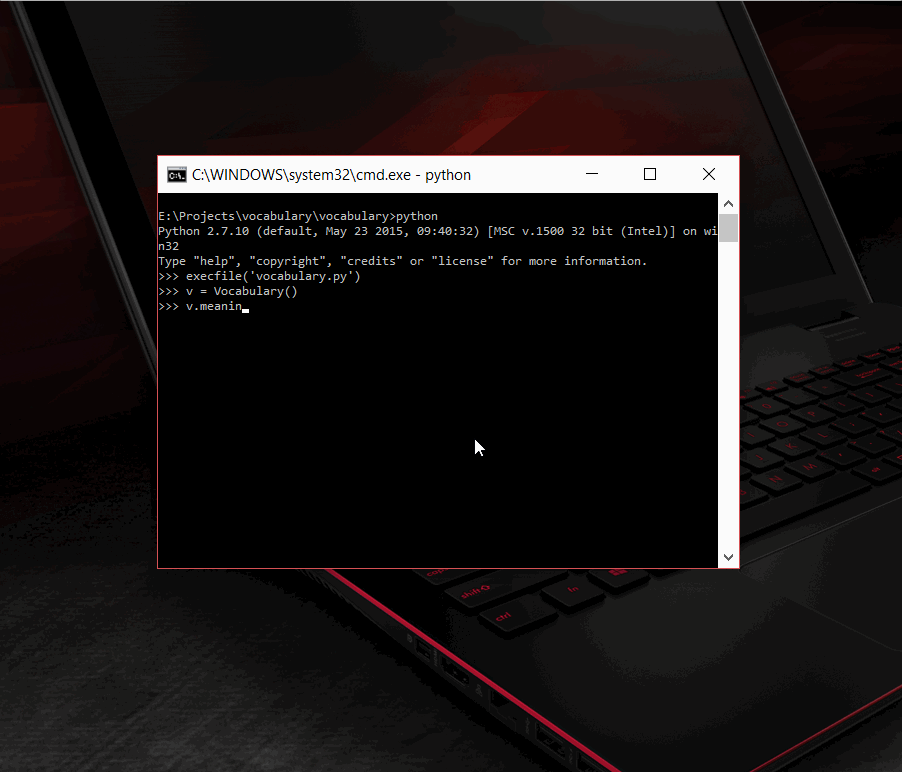 C:\WINDOWS\system32\cmd.exe - python
E:\Projects\vocabulary\vocabulary>python
Python 2.7.10 (default, May 23 2015, 09:40:32) [MSC v.1500 32 bit (Intel)] on wi
n32
Type "help", "copyright", "credits" or "license" for more information.
>>> execfile('vocabulary.py')
>>> v = Vocabulary()
>>> v.meanin
shift
fn
ctrl